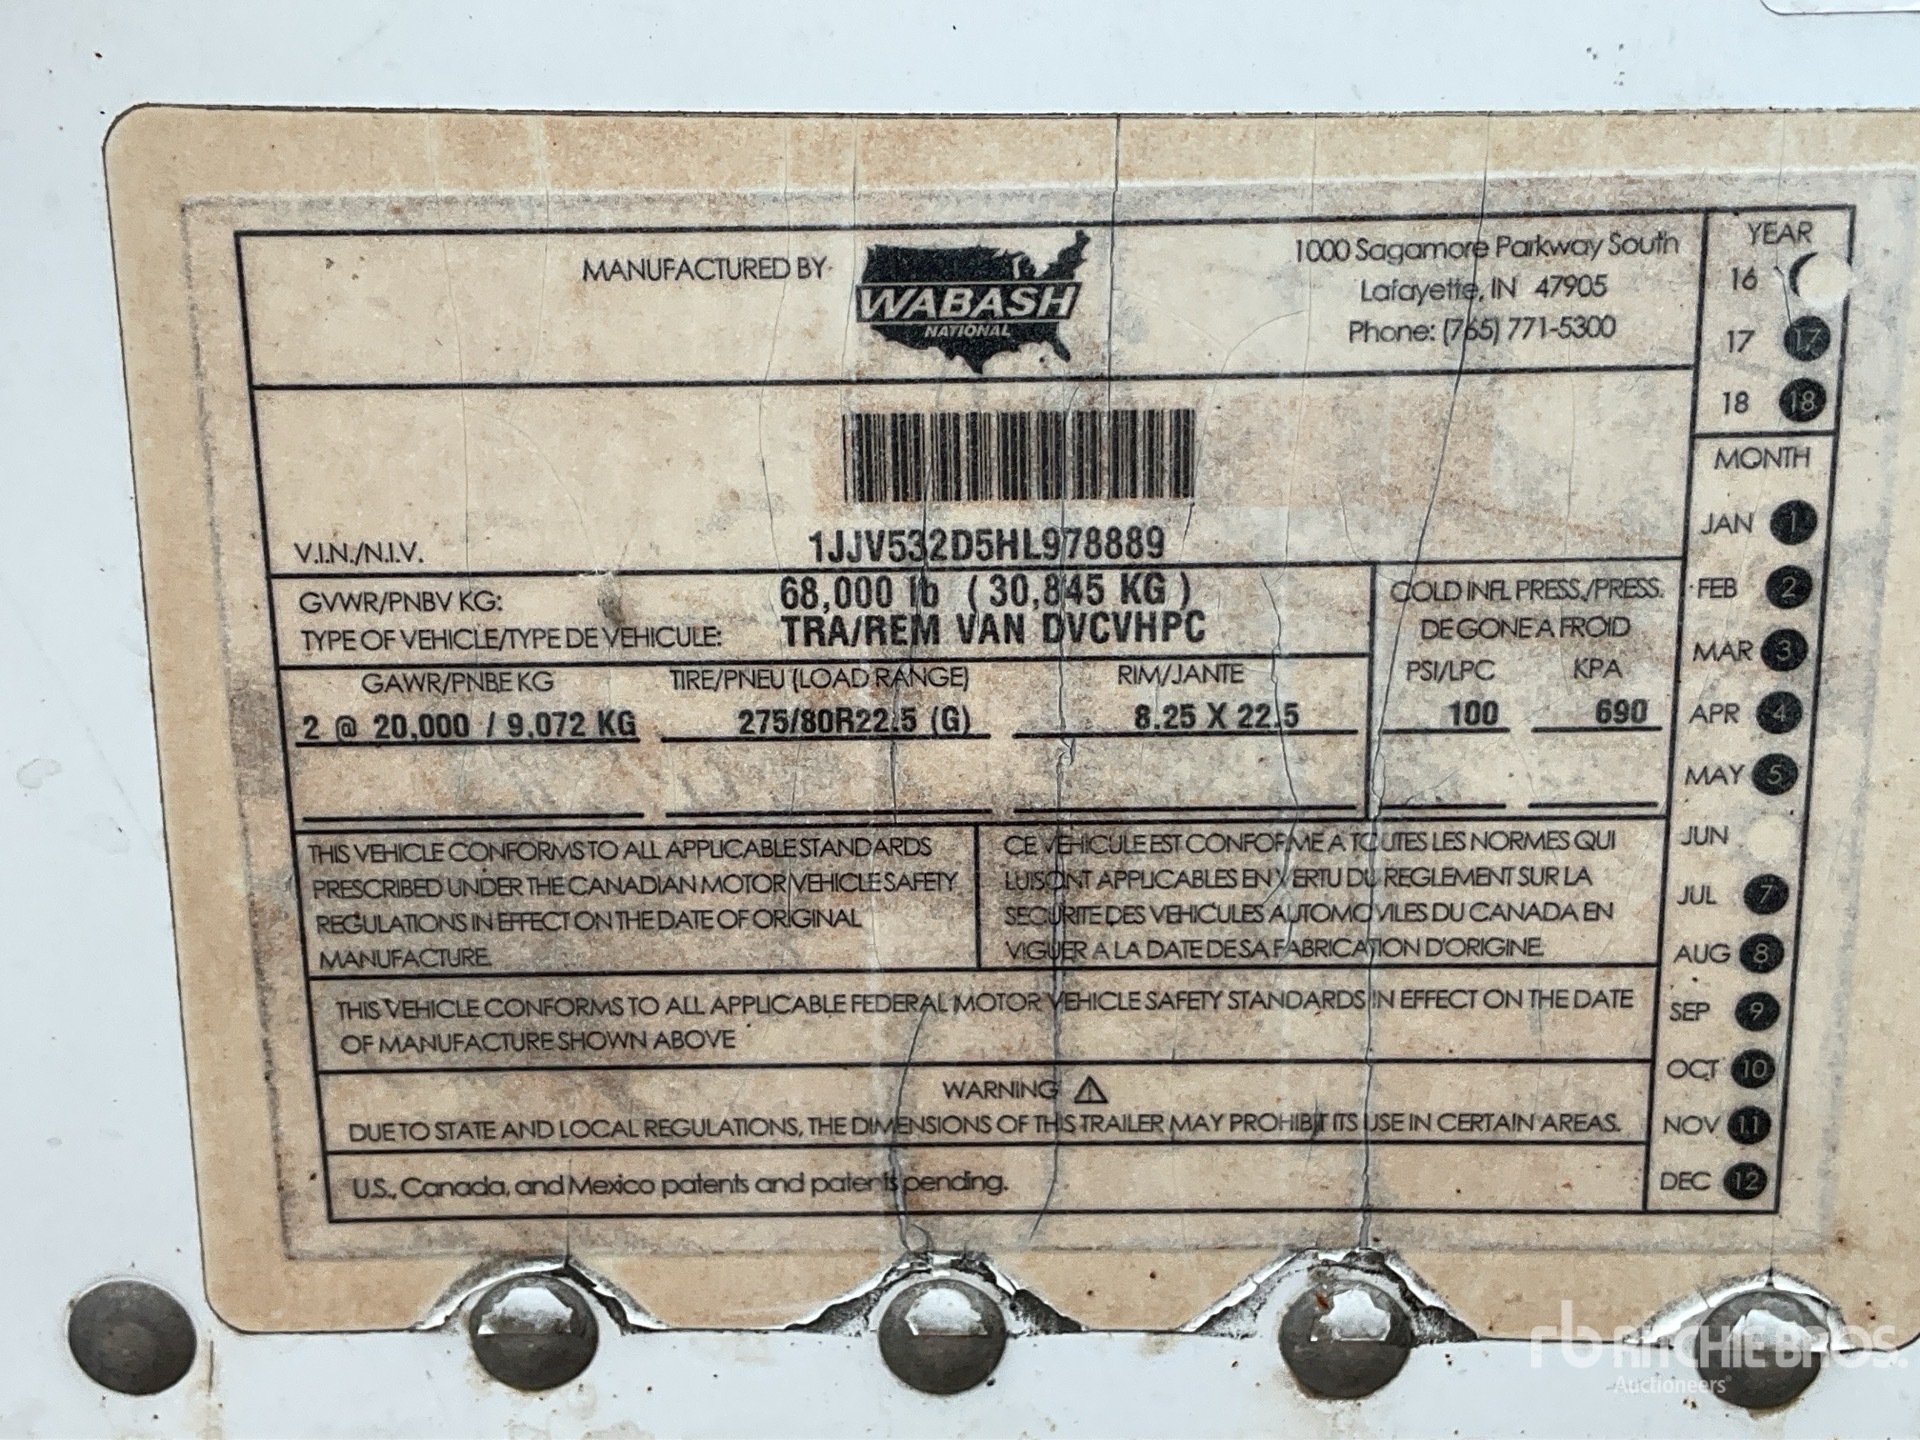 MANUFACTURED BY
WABASH
NATIONAL
1000 Sagamore Parkway South
Lafayette, IN 47905
Phone: (765) 771-5300
YEAR
16
17 17
18 18
V.I.N./N.I.V. 1JJV532D5HL978889
GVWR/PNBV KG: 68,000 lb ( 30,845 KG )
TYPE OF VEHICLE/TYPE DE VEHICULE: TRA/REM VAN DVCVHPC
COLD INFL PRESS./PRESS.
DE GONE A FROID
PSI/LPC KPA
100 690
GAWR/PNBE KG TIRE/PNEU (LOAD RANGE) RIM/JANTE
2 @ 20,000 / 9,072 KG 275/80R22.5 (G) 8.25 X 22.5
THIS VEHICLE CONFORMS TO ALL APPLICABLE STANDARDS
PRESCRIBED UNDER THE CANADIAN MOTOR VEHICLE SAFETY
REGULATIONS IN EFFECT ON THE DATE OF ORIGINAL
MANUFACTURE.
CE VEHICULE EST CONFORME A TOUTES LES NORMES QUI
LUI SONT APPLICABLES EN VERTU DU REGLEMENT SUR LA
SECURITE DES VEHICULES AUTOMOVILES DU CANADA EN
VIGUER A LA DATE DE SA FABRICATION D'ORIGINE.
THIS VEHICLE CONFORMS TO ALL APPLICABLE FEDERAL MOTOR VEHICLE SAFETY STANDARDS IN EFFECT ON THE DATE
OF MANUFACTURE SHOWN ABOVE
WARNING
DUE TO STATE AND LOCAL REGULATIONS, THE DIMENSIONS OF THIS TRAILER MAY PROHIBIT ITS USE IN CERTAIN AREAS.
U.S., Canada, and Mexico patents and patents pending.
MONTH
JAN 1
FEB 2
MAR 3
APR 4
MAY 5
JUN
JUL 7
AUG 8
SEP 9
OCT 10
NOV 11
DEC 12
rb RITCHIE BROS.
Auctioneers